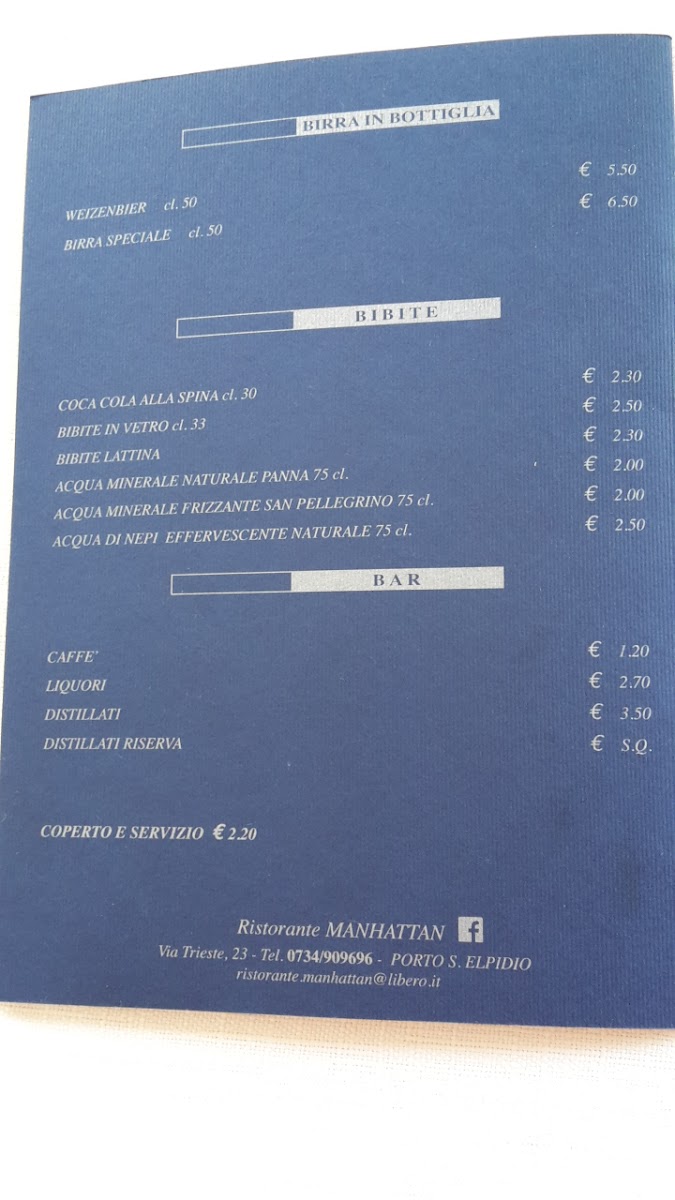 BIRRA IN BOTTIGLIA
WEIZENBIER cl. 50 € 5.50
BIRRA SPECIALE cl. 50 € 6.50
BIBITE
COCA COLA ALLA SPINA cl. 30 € 2.30
BIBITE IN VETRO cl. 33 € 2.50
BIBITE LATTINA € 2.30
ACQUA MINERALE NATURALE PANNA 75 cl. € 2.00
ACQUA MINERALE FRIZZANTE SAN PELLEGRINO 75 cl. € 2.00
ACQUA DI NEPI EFFERVESCENTE NATURALE 75 cl. € 2.50
BAR
CAFFE' € 1.20
LIQUORI € 2.70
DISTILLATI € 3.50
DISTILLATI RISERVA € S.Q.
COPERTO E SERVIZIO € 2.20
Ristorante MANHATTAN f
Via Trieste, 23 - Tel. 0734/909696 - PORTO S. ELPIDIO
ristorante.manhattan@libero.it